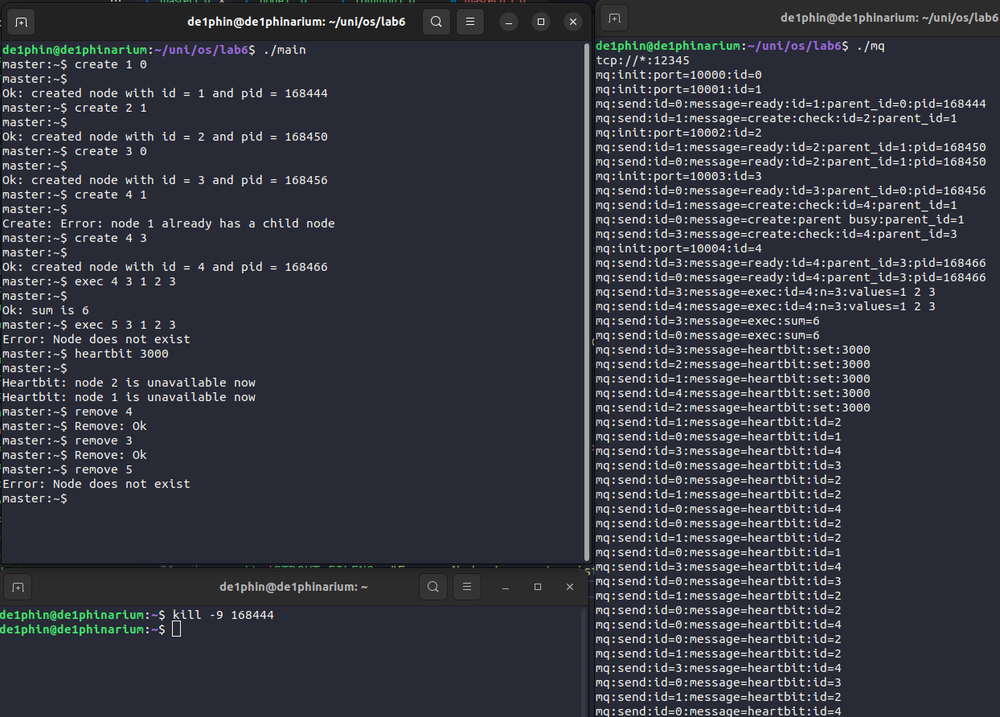 de1phin@de1phinarium: ~/uni/os/lab6
de1phin@de1phinarium:~/uni/os/lab6$ ./main
master:~$ create 1 0
master:~$
Ok: created node with id = 1 and pid = 168444
master:~$ create 2 1
master:~$
Ok: created node with id = 2 and pid = 168450
master:~$ create 3 0
master:~$
Ok: created node with id = 3 and pid = 168456
master:~$ create 4 1
master:~$
Create: Error: node 1 already has a child node
master:~$ create 4 3
master:~$
Ok: created node with id = 4 and pid = 168466
master:~$ exec 4 3 1 2 3
master:~$
Ok: sum is 6
master:~$ exec 5 3 1 2 3
Error: Node does not exist
master:~$ heartbit 3000
master:~$
Heartbit: node 2 is unavailable now
Heartbit: node 1 is unavailable now
master:~$ remove 4
master:~$ Remove: Ok
master:~$ remove 3
master:~$ Remove: Ok
master:~$ remove 5
Error: Node does not exist
master:~$
de1phin@de1phinarium: ~
de1phin@de1phinarium:~$ kill -9 168444
de1phin@de1phinarium:~$
de1phin@de1phinarium: ~/uni/os/lab6
de1phin@de1phinarium:~/uni/os/lab6$ ./mq
tcp://*:12345
mq:init:port=10000:id=0
mq:init:port=10001:id=1
mq:send:id=0:message=ready:id=1:parent_id=0:pid=168444
mq:send:id=1:message=create:check:id=2:parent_id=1
mq:init:port=10002:id=2
mq:send:id=1:message=ready:id=2:parent_id=1:pid=168450
mq:send:id=0:message=ready:id=2:parent_id=1:pid=168450
mq:init:port=10003:id=3
mq:send:id=0:message=ready:id=3:parent_id=0:pid=168456
mq:send:id=1:message=create:check:id=4:parent_id=1
mq:send:id=0:message=create:parent busy:parent_id=1
mq:send:id=3:message=create:check:id=4:parent_id=3
mq:init:port=10004:id=4
mq:send:id=3:message=ready:id=4:parent_id=3:pid=168466
mq:send:id=0:message=ready:id=4:parent_id=3:pid=168466
mq:send:id=3:message=exec:id=4:n=3:values=1 2 3
mq:send:id=4:message=exec:id=4:n=3:values=1 2 3
mq:send:id=3:message=exec:sum=6
mq:send:id=0:message=exec:sum=6
mq:send:id=3:message=heartbit:set:3000
mq:send:id=2:message=heartbit:set:3000
mq:send:id=1:message=heartbit:set:3000
mq:send:id=4:message=heartbit:set:3000
mq:send:id=2:message=heartbit:set:3000
mq:send:id=1:message=heartbit:id=2
mq:send:id=0:message=heartbit:id=1
mq:send:id=3:message=heartbit:id=4
mq:send:id=0:message=heartbit:id=3
mq:send:id=0:message=heartbit:id=2
mq:send:id=1:message=heartbit:id=2
mq:send:id=0:message=heartbit:id=4
mq:send:id=0:message=heartbit:id=2
mq:send:id=1:message=heartbit:id=2
mq:send:id=0:message=heartbit:id=1
mq:send:id=3:message=heartbit:id=4
mq:send:id=0:message=heartbit:id=3
mq:send:id=1:message=heartbit:id=2
mq:send:id=0:message=heartbit:id=2
mq:send:id=0:message=heartbit:id=4
mq:send:id=0:message=heartbit:id=2
mq:send:id=1:message=heartbit:id=2
mq:send:id=3:message=heartbit:id=4
mq:send:id=0:message=heartbit:id=3
mq:send:id=1:message=heartbit:id=2
mq:send:id=0:message=heartbit:id=4